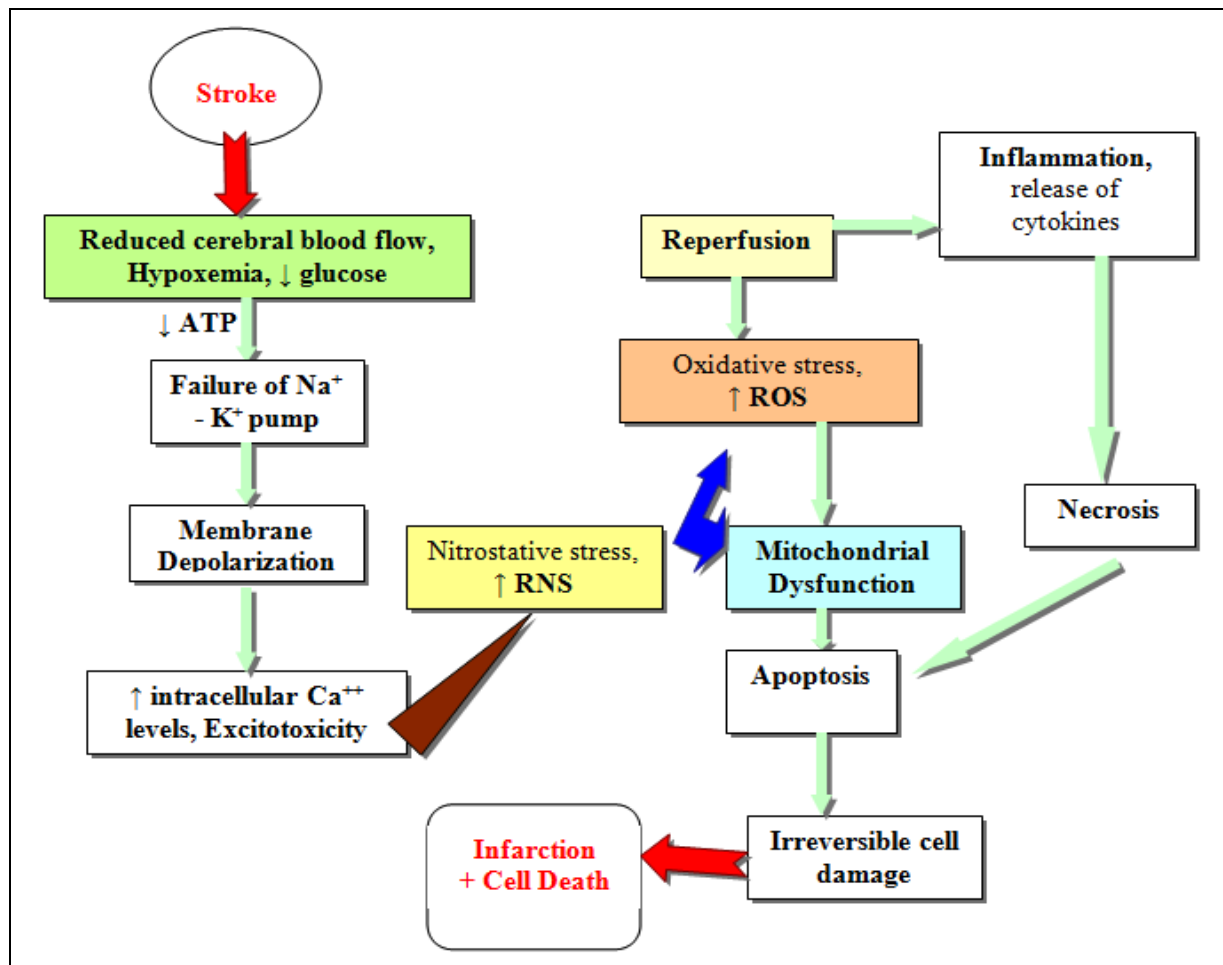 Stroke
Reduced cerebral blood flow,
Hypoxemia, ↓ glucose
↓ ATP
Failure of Na⁺
- K⁺ pump
Membrane
Depolarization
↑ intracellular Ca⁺⁺
levels, Excitotoxicity
Nitrostative stress,
↑ RNS
Reperfusion
Inflammation,
release of
cytokines
Oxidative stress,
↑ ROS
Mitochondrial
Dysfunction
Necrosis
Apoptosis
Irreversible cell
damage
Infarction
+ Cell Death